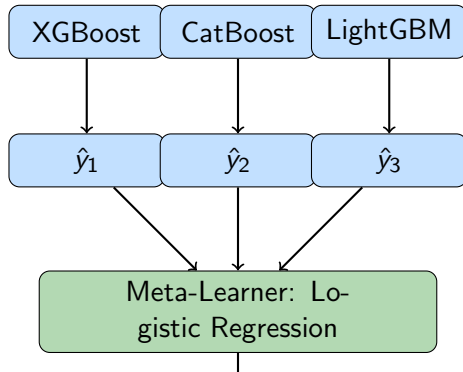 XGBoost CatBoost LightGBM
ŷ1 ŷ2 ŷ3
Meta-Learner: Lo-
gistic Regression